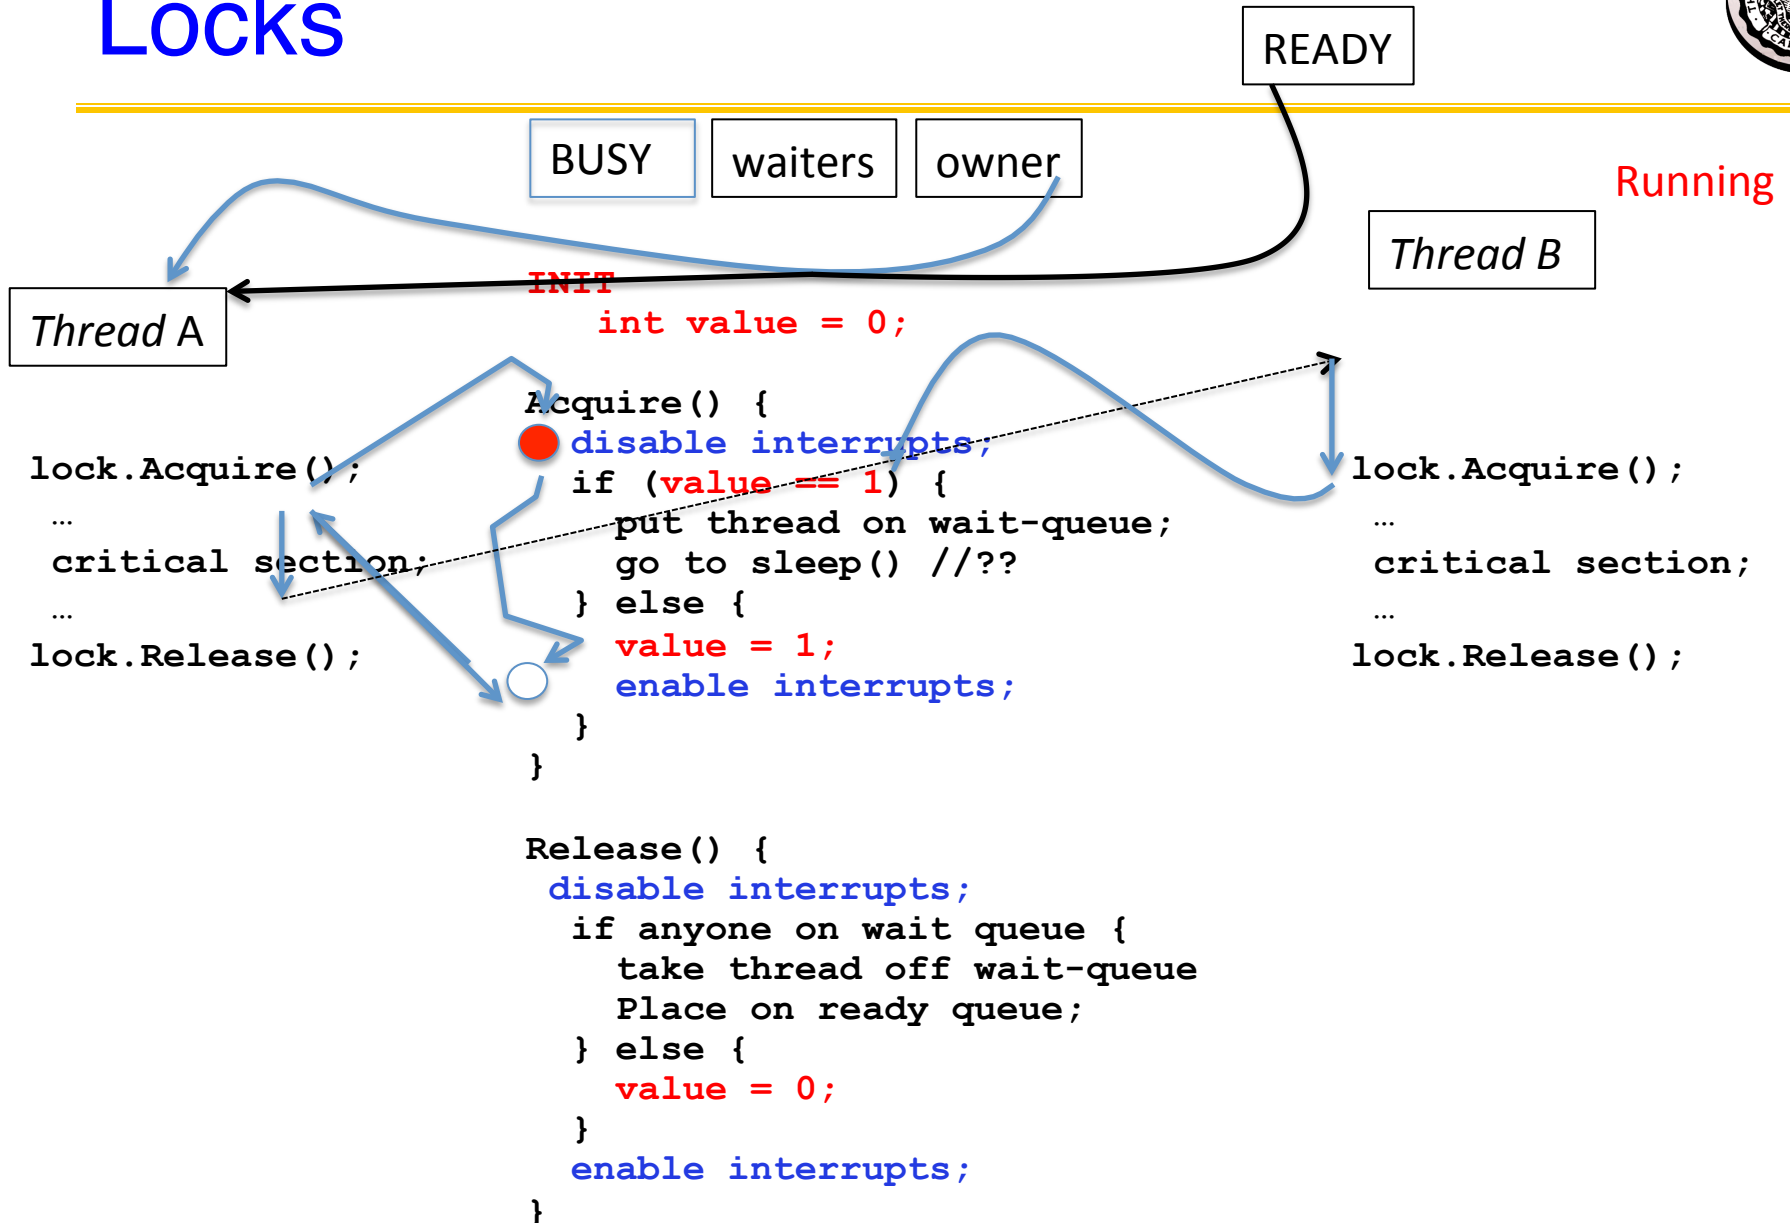 Locks
READY
BUSY
waiters
owner
Running
Thread B
Thread A
INIT
int value = 0;
Acquire() {
disable interrupts;
if (value == 1) {
put thread on wait-queue;
go to sleep() //??
} else {
value = 1;
enable interrupts;
}
}
Release() {
disable interrupts;
if anyone on wait queue {
take thread off wait-queue
Place on ready queue;
} else {
value = 0;
}
enable interrupts;
}
lock.Acquire();
…
critical section;
…
lock.Release();
lock.Acquire();
…
critical section;
…
lock.Release();